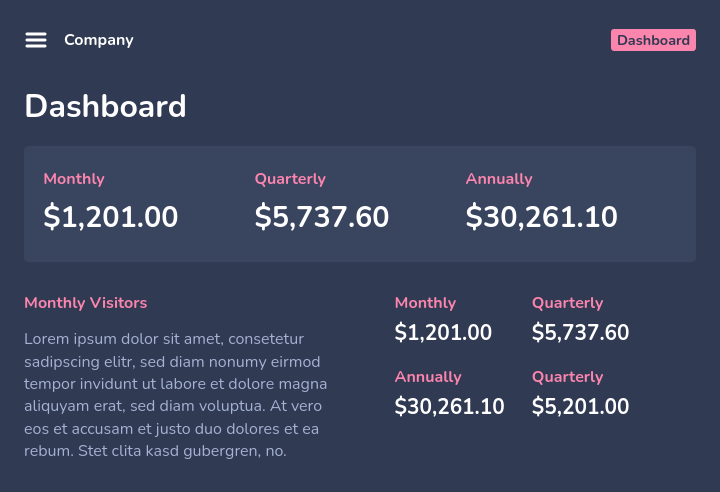 Company
Dashboard
Dashboard
Monthly
Quarterly
Annually
$1,201.00
$5,737.60
$30,261.10
Monthly Visitors
Lorem ipsum dolor sit amet, consetetur
sadipscing elitr, sed diam nonumy eirmod
tempor invidunt ut labore et dolore magna
aliquyam erat, sed diam voluptua. At vero
eos et accusam et justo duo dolores et ea
rebum. Stet clita kasd gubergren, no.
Monthly
Quarterly
$1,201.00
$5,737.60
Annually
Quarterly
$30,261.10
$5,201.00